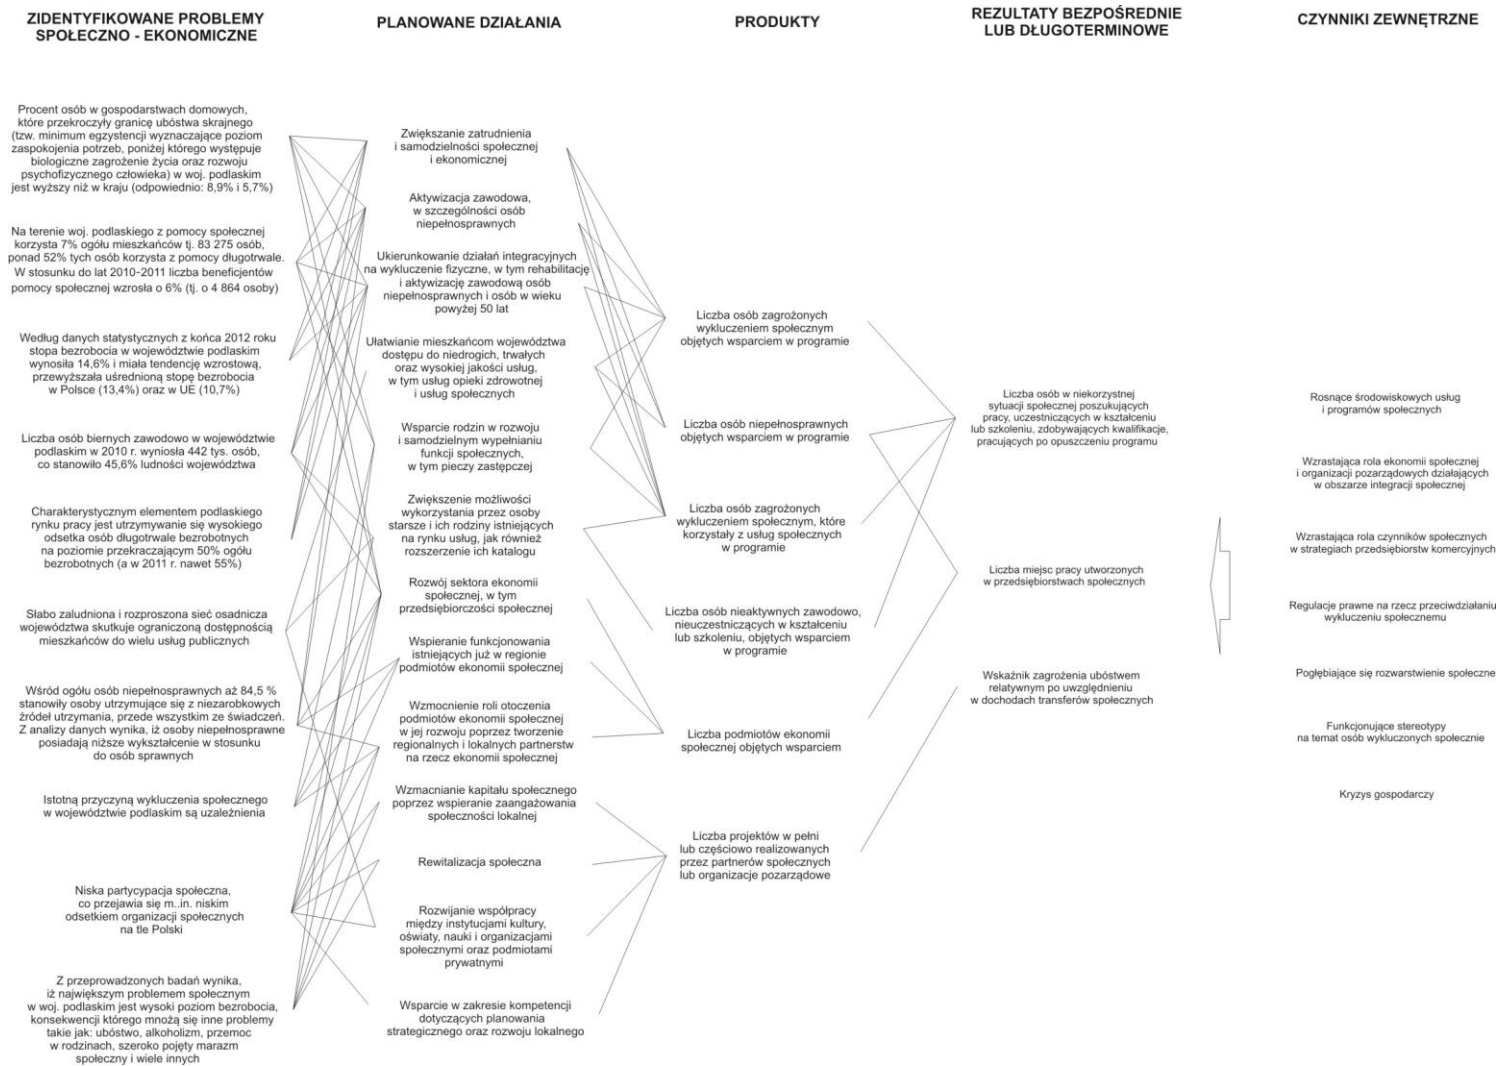 ZIDENTYFIKOWANE PROBLEMY
SPOŁECZNO - EKONOMICZNE
Procent osób w gospodarstwach domowych,
które przekroczyły granicę ubóstwa skrajnego
(tzw. minimum egzystencji wyznaczające poziom
zaspokojenia potrzeb, poniżej którego występuje
biologiczne zagrożenie życia oraz rozwoju
psychofizycznego człowieka) w woj. podlaskim
jest wyższy niż w kraju (odpowiednio: 8,9% i 5,7%)
Na terenie woj. podlaskiego z pomocy społecznej
korzysta 7% ogółu mieszkańców tj. 83 275 osób,
ponad 52% tych osób korzysta z pomocy długotrwale.
W stosunku do lat 2010-2011 liczba beneficjentów
pomocy społecznej wzrosła o 6% (tj. o 4 864 osoby)
Według danych statystycznych z końca 2012 roku
stopa bezrobocia w województwie podlaskim
wynosiła 14,6% i miała tendencję wzrostową,
przewyższała uśrednioną stopę bezrobocia
w Polsce (13,4%) oraz w UE (10,7%)
Liczba osób biernych zawodowo w województwie
podlaskim w 2010 r. wyniosła 442 tys. osób,
co stanowiło 45,6% ludności województwa
Charakterystycznym elementem podlaskiego
rynku pracy jest utrzymywanie się wysokiego
odsetka osób długotrwale bezrobotnych
na poziomie przekraczającym 50% ogółu
bezrobotnych (a w 2011 r. nawet 55%)
Słabo zaludniona i rozproszona sieć osadnicza
województwa skutkuje ograniczoną dostępnością
mieszkańców do wielu usług publicznych
Wśród ogółu osób niepełnosprawnych aż 84,5 %
stanowiły osoby utrzymujące się z niezarobkowych
źródeł utrzymania, przede wszystkim ze świadczeń.
Z analizy danych wynika, iż osoby niepełnosprawne
posiadają niższe wykształcenie w stosunku
do osób sprawnych
Istotną przyczyną wykluczenia społecznego
w województwie podlaskim są uzależnienia
Niska partycypacja społeczna,
co przejawia się m..in. niskim
odsetkiem organizacji społecznych
na tle Polski
Z przeprowadzonych badań wynika,
iż największym problemem społecznym
w woj. podlaskim jest wysoki poziom bezrobocia,
konsekwencji którego mnożą się inne problemy
takie jak: ubóstwo, alkoholizm, przemoc
w rodzinach, szeroko pojęty marazm
społeczny i wiele innych
PLANOWANE DZIAŁANIA
Zwiększanie zatrudnienia
i samodzielności społecznej
i ekonomicznej
Aktywizacja zawodowa,
w szczególności osób
niepełnosprawnych
Ukierunkowanie działań integracyjnych
na wykluczenie fizyczne, w tym rehabilitację
i aktywizację zawodową osób
niepełnosprawnych i osób w wieku
powyżej 50 lat
Ułatwianie mieszkańcom województwa
dostępu do niedrogich, trwałych
oraz wysokiej jakości usług,
w tym usług opieki zdrowotnej
i usług społecznych
Wsparcie rodzin w rozwoju
i samodzielnym wypełnianiu
funkcji społecznych,
w tym pieczy zastępczej
Zwiększenie możliwości
wykorzystania przez osoby
starsze i ich rodziny istniejących
na rynku usług, jak również
rozszerzenie ich katalogu
Rozwój sektora ekonomii
społecznej, w tym
przedsiębiorczości społecznej
Wspieranie funkcjonowania
istniejących już w regionie
podmiotów ekonomii społecznej
Wzmocnienie roli otoczenia
podmiotów ekonomii społecznej
w jej rozwoju poprzez tworzenie
regionalnych i lokalnych partnerstw
na rzecz ekonomii społecznej
Wzmacnianie kapitału społecznego
poprzez wspieranie zaangażowania
społeczności lokalnej
Rewitalizacja społeczna
Rozwijanie współpracy
między instytucjami kultury,
oświaty, nauki i organizacjami
społecznymi oraz podmiotami
prywatnymi
Wsparcie w zakresie kompetencji
dotyczących planowania
strategicznego oraz rozwoju lokalnego
PRODUKTY
Liczba osób zagrożonych
wykluczeniem społecznym
objętych wsparciem w programie
Liczba osób niepełnosprawnych
objętych wsparciem w programie
Liczba osób zagrożonych
wykluczeniem społecznym, które
korzystały z usług społecznych
w programie
Liczba osób nieaktywnych zawodowo,
nieuczestniczących w kształceniu
lub szkoleniu, objętych wsparciem
w programie
Liczba podmiotów ekonomii
społecznej objętych wsparciem
Liczba projektów w pełni
lub częściowo realizowanych
przez partnerów społecznych
lub organizacje pozarządowe
REZULTATY BEZPOŚREDNIE
LUB DŁUGOTERMINOWE
Liczba osób w niekorzystnej
sytuacji społecznej poszukujących
pracy, uczestniczących w kształceniu
lub szkoleniu, zdobywających kwalifikacje,
pracujących po opuszczeniu programu
Liczba miejsc pracy utworzonych
w przedsiębiorstwach społecznych
Wskaźnik zagrożenia ubóstwem
relatywnym po uwzględnieniu
w dochodach transferów społecznych
CZYNNIKI ZEWNĘTRZNE
Rosnące środowiskowych usług
i programów społecznych
Wzrastająca rola ekonomii społecznej
i organizacji pozarządowych działających
w obszarze integracji społecznej
Wzrastająca rola czynników społecznych
w strategiach przedsiębiorstw komercyjnych
Regulacje prawne na rzecz przeciwdziałaniu
wykluczeniu społecznemu
Pogłębiające się rozwarstwienie społeczne
Funkcjonujące stereotypy
na temat osób wykluczonych społecznie
Kryzys gospodarczy